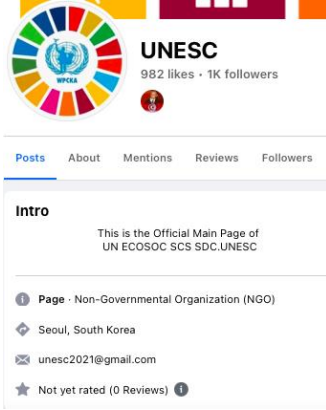 WPCKA
UNESC
982 likes · 1K followers
Posts About Mentions Reviews Followers
Intro
This is the Official Main Page of
UN ECOSOC SCS SDC.UNESC
Page · Non-Governmental Organization (NGO)
Seoul, South Korea
unesc2021@gmail.com
Not yet rated (0 Reviews)